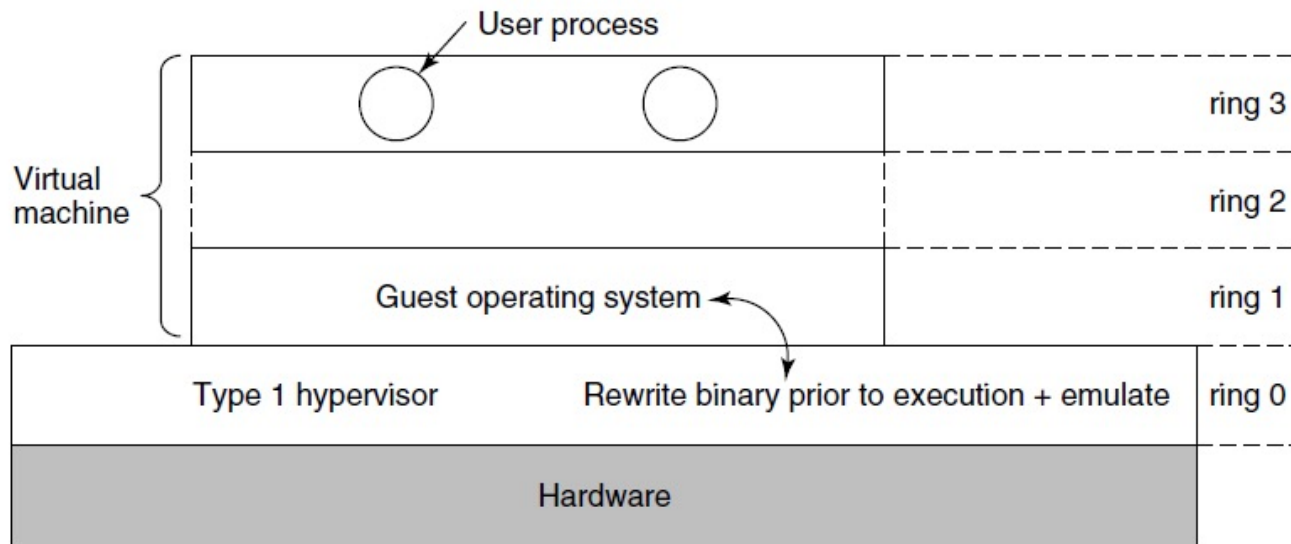 User process
ring 3
Virtual
machine
ring 2
Guest operating system
ring 1
Type 1 hypervisor
Rewrite binary prior to execution + emulate
ring 0
Hardware